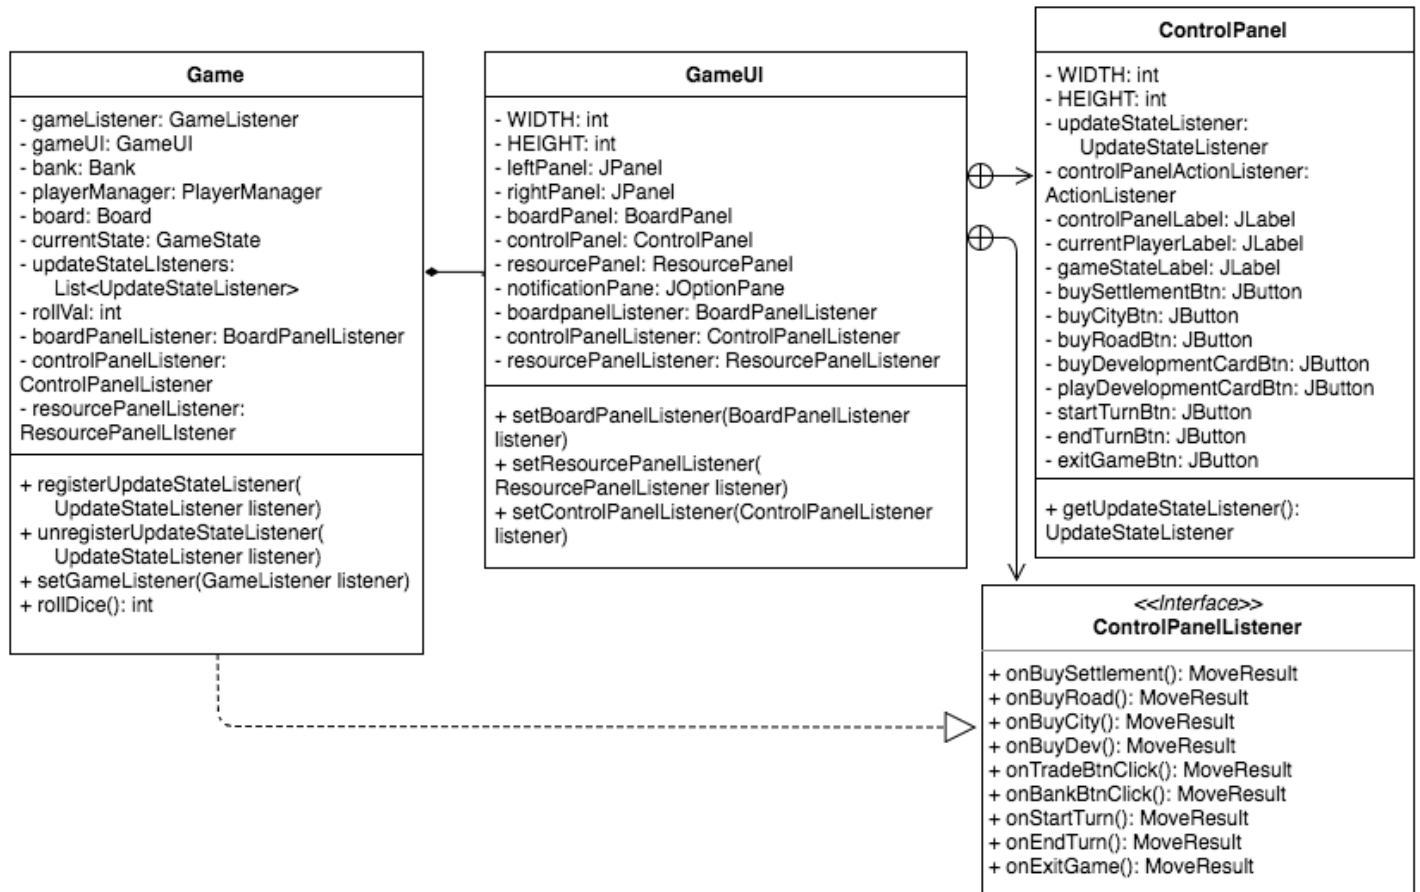 Game
- gameListener: GameListener
- gameUI: GameUI
- bank: Bank
- playerManager: PlayerManager
- board: Board
- currentState: GameState
- updateStateLIsteners:
List<UpdateStateListener>
- rollVal: int
- boardPanelListener: BoardPanelListener
- controlPanelListener:
ControlPanelListener
- resourcePanelListener:
ResourcePanelLIstener
+ registerUpdateStateListener(
UpdateStateListener listener)
+ unregisterUpdateStateListener(
UpdateStateListener listener)
+ setGameListener(GameListener listener)
+ rollDice(): int
GameUI
- WIDTH: int
- HEIGHT: int
- leftPanel: JPanel
- rightPanel: JPanel
- boardPanel: BoardPanel
- controlPanel: ControlPanel
- resourcePanel: ResourcePanel
- notificationPane: JOptionPane
- boardpanelListener: BoardPanelListener
- controlPanelListener: ControlPanelListener
- resourcePanelListener: ResourcePanelListener
+ setBoardPanelListener(BoardPanelListener
listener)
+ setResourcePanelListener(
ResourcePanelListener listener)
+ setControlPanelListener(ControlPanelListener
listener)
ControlPanel
- WIDTH: int
- HEIGHT: int
- updateStateListener:
UpdateStateListener
- controlPanelActionListener:
ActionListener
- controlPanelLabel: JLabel
- currentPlayerLabel: JLabel
- gameStateLabel: JLabel
- buySettlementBtn: JButton
- buyCityBtn: JButton
- buyRoadBtn: JButton
- buyDevelopmentCardBtn: JButton
- playDevelopmentCardBtn: JButton
- startTurnBtn: JButton
- endTurnBtn: JButton
- exitGameBtn: JButton
+ getUpdateStateListener():
UpdateStateListener
<<Interface>>
ControlPanelListener
+ onBuySettlement(): MoveResult
+ onBuyRoad(): MoveResult
+ onBuyCity(): MoveResult
+ onBuyDev(): MoveResult
+ onTradeBtnClick(): MoveResult
+ onBankBtnClick(): MoveResult
+ onStartTurn(): MoveResult
+ onEndTurn(): MoveResult
+ onExitGame(): MoveResult